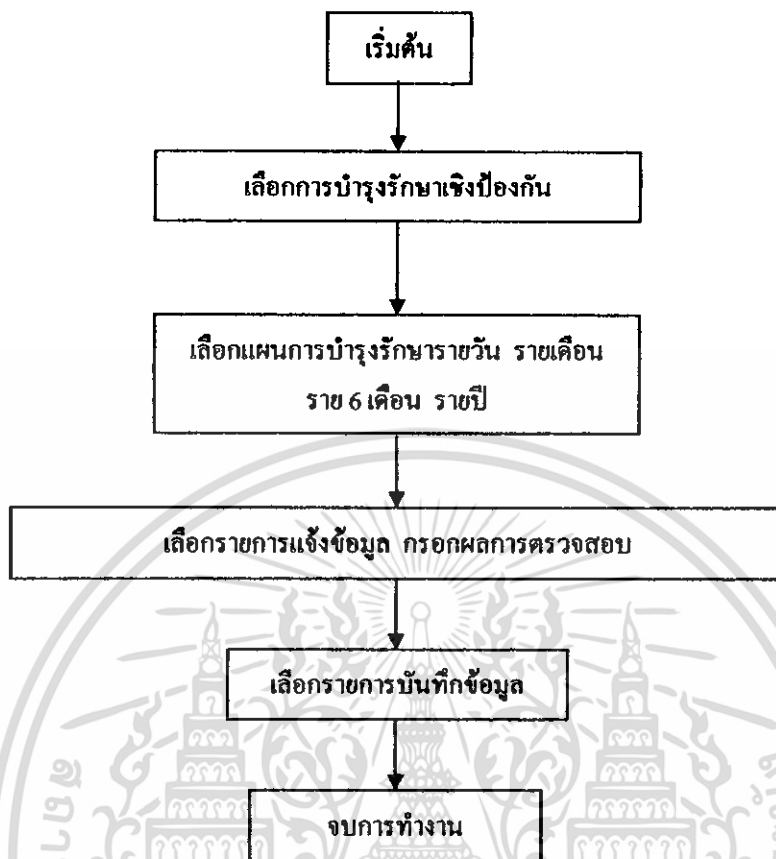 เริ่มต้น
เลือกการบำรุงรักษาเชิงป้องกัน
เลือกแผนการบำรุงรักษารายวัน รายเดือน
ราย 6 เดือน รายปี
เลือกรายการแจ้งข้อมูล กรอกผลการตรวจสอบ
เลือกรายการบันทึกข้อมูล
จบการทำงาน